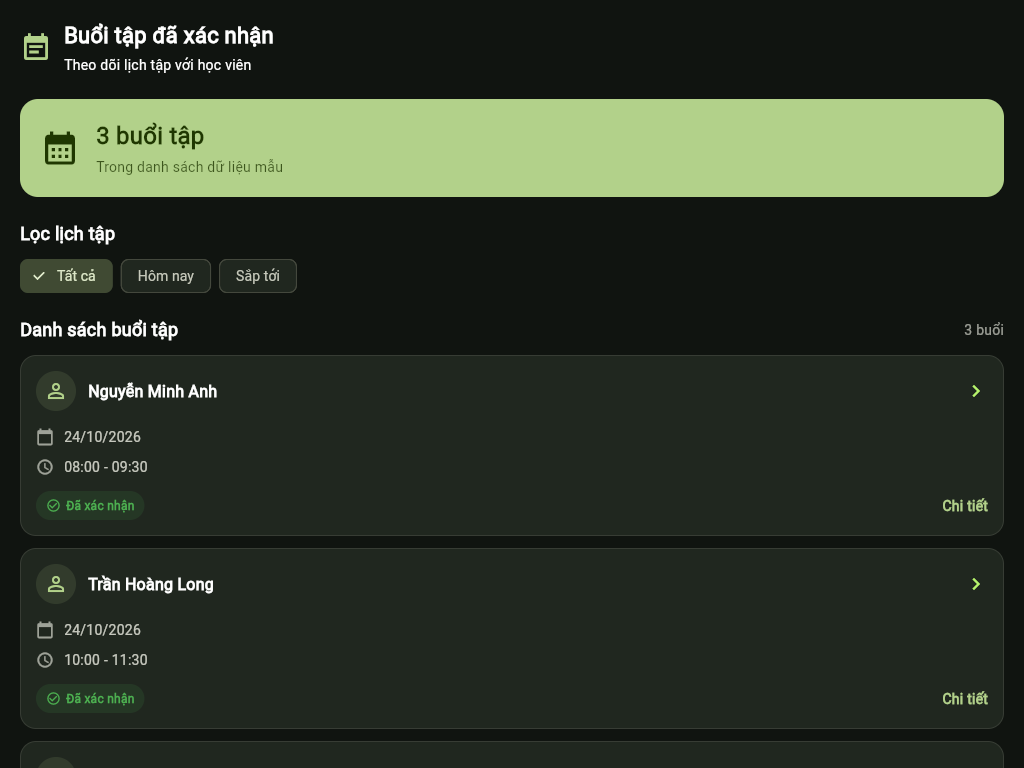 Buổi tập đã xác nhận
Theo dõi lịch tập với học viên
3 buổi tập
Trong danh sách dữ liệu mẫu
Lọc lịch tập
Tất cả
Hôm nay
Sắp tới
Danh sách buổi tập
3 buổi
Nguyễn Minh Anh
24/10/2026
08:00 - 09:30
Đã xác nhận
Chi tiết
Trần Hoàng Long
24/10/2026
10:00 - 11:30
Đã xác nhận
Chi tiết